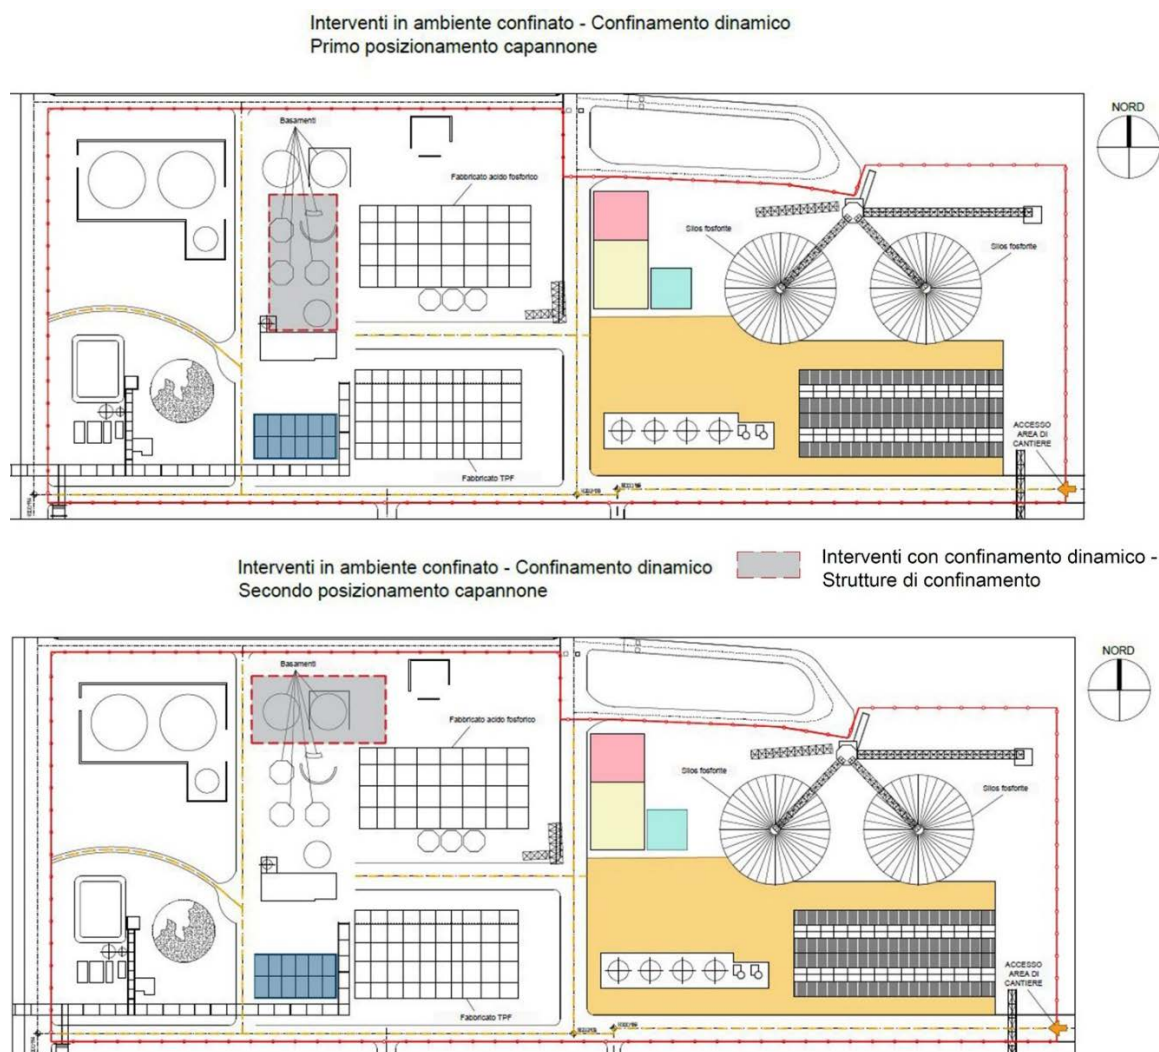 Interventi in ambiente confinato - Confinamento dinamico
Primo posizionamento capannone
NORD
Basamenti
Fabbricato acido fosforico
Silos fosforite
Silos fosforite
ACCESSO
AREA DI
CANTIERE
Fabbricato TPF
Interventi in ambiente confinato - Confinamento dinamico
Secondo posizionamento capannone
Interventi con confinamento dinamico -
Strutture di confinamento
NORD
Basamenti
Fabbricato acido fosforico
Silos fosforite
Silos fosforite
ACCESSO
AREA DI
CANTIERE
Fabbricato TPF